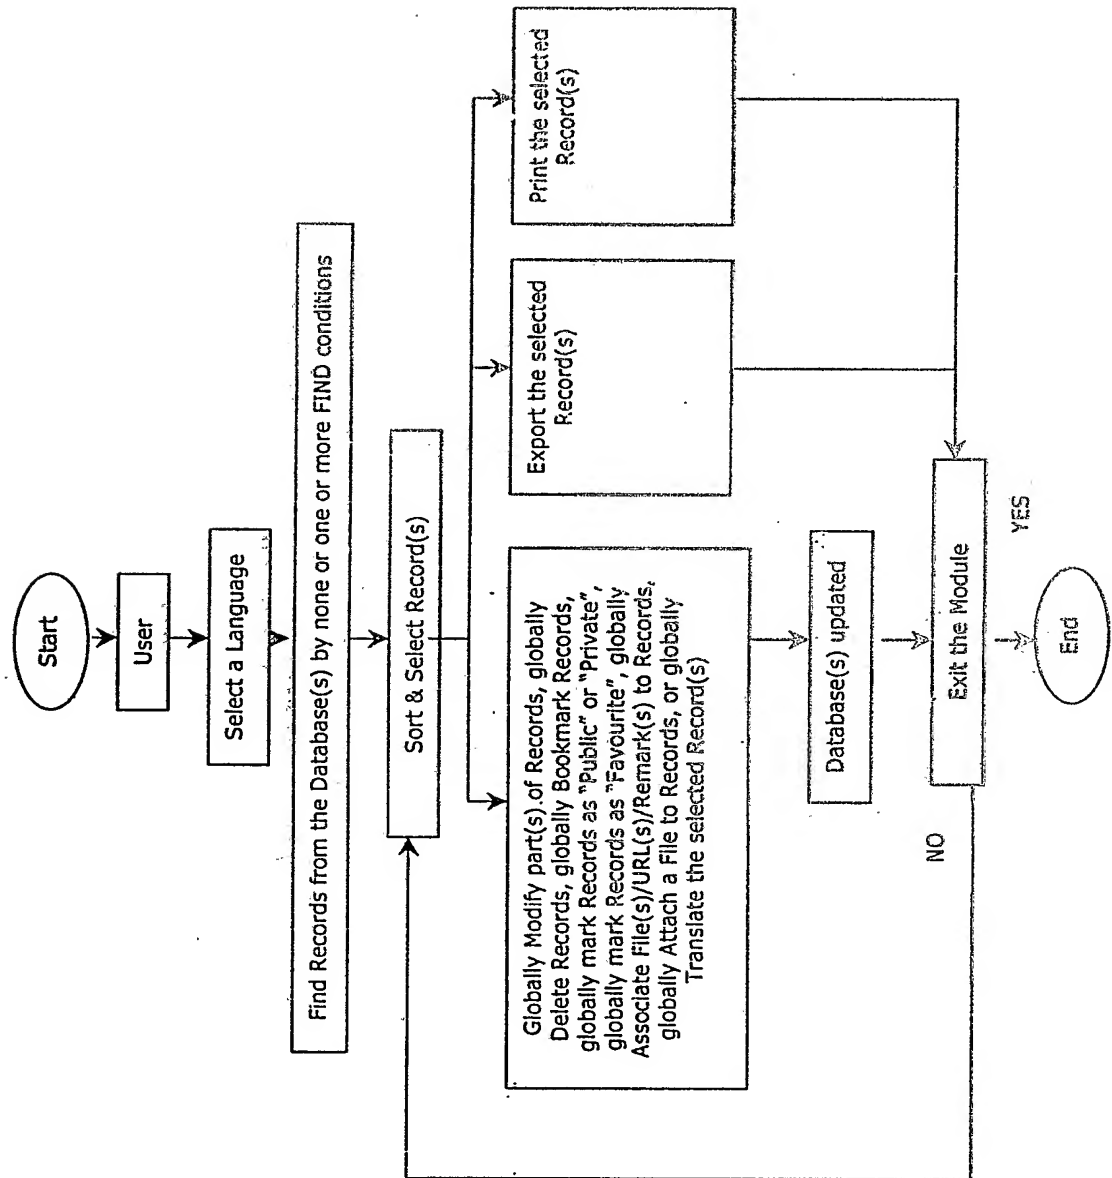 Start
User
Select a Language
Find Records from the Database(s) by none or one or more FIND conditions
Sort & Select Record(s)
Globally Modify part(s).of Records, globally
Delete Records, globally Bookmark Records,
globally mark Records as "Public" or "Private",
globally mark Records as "Favourite", globally
Associate File(s)/URL(s)/Remark(s) to Records,
globally Attach a File to Records, or globally
Translate the selected Record(s)
Export the selected
Record(s)
Print the selected
Record(s)
Database(s) updated
Exit the Module
NO
YES
End